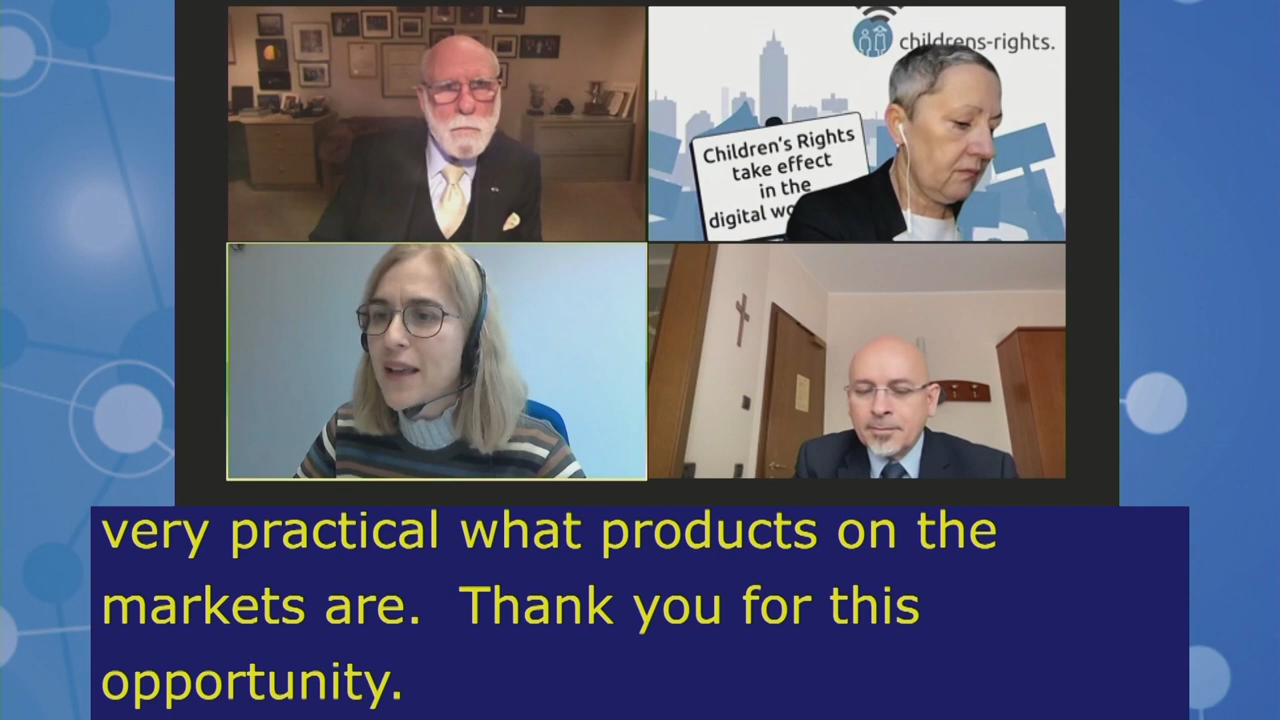 childrens-rights.
Children's Rights
take effect
in the
digital
very practical what products on the
markets are.  Thank you for this
opportunity.